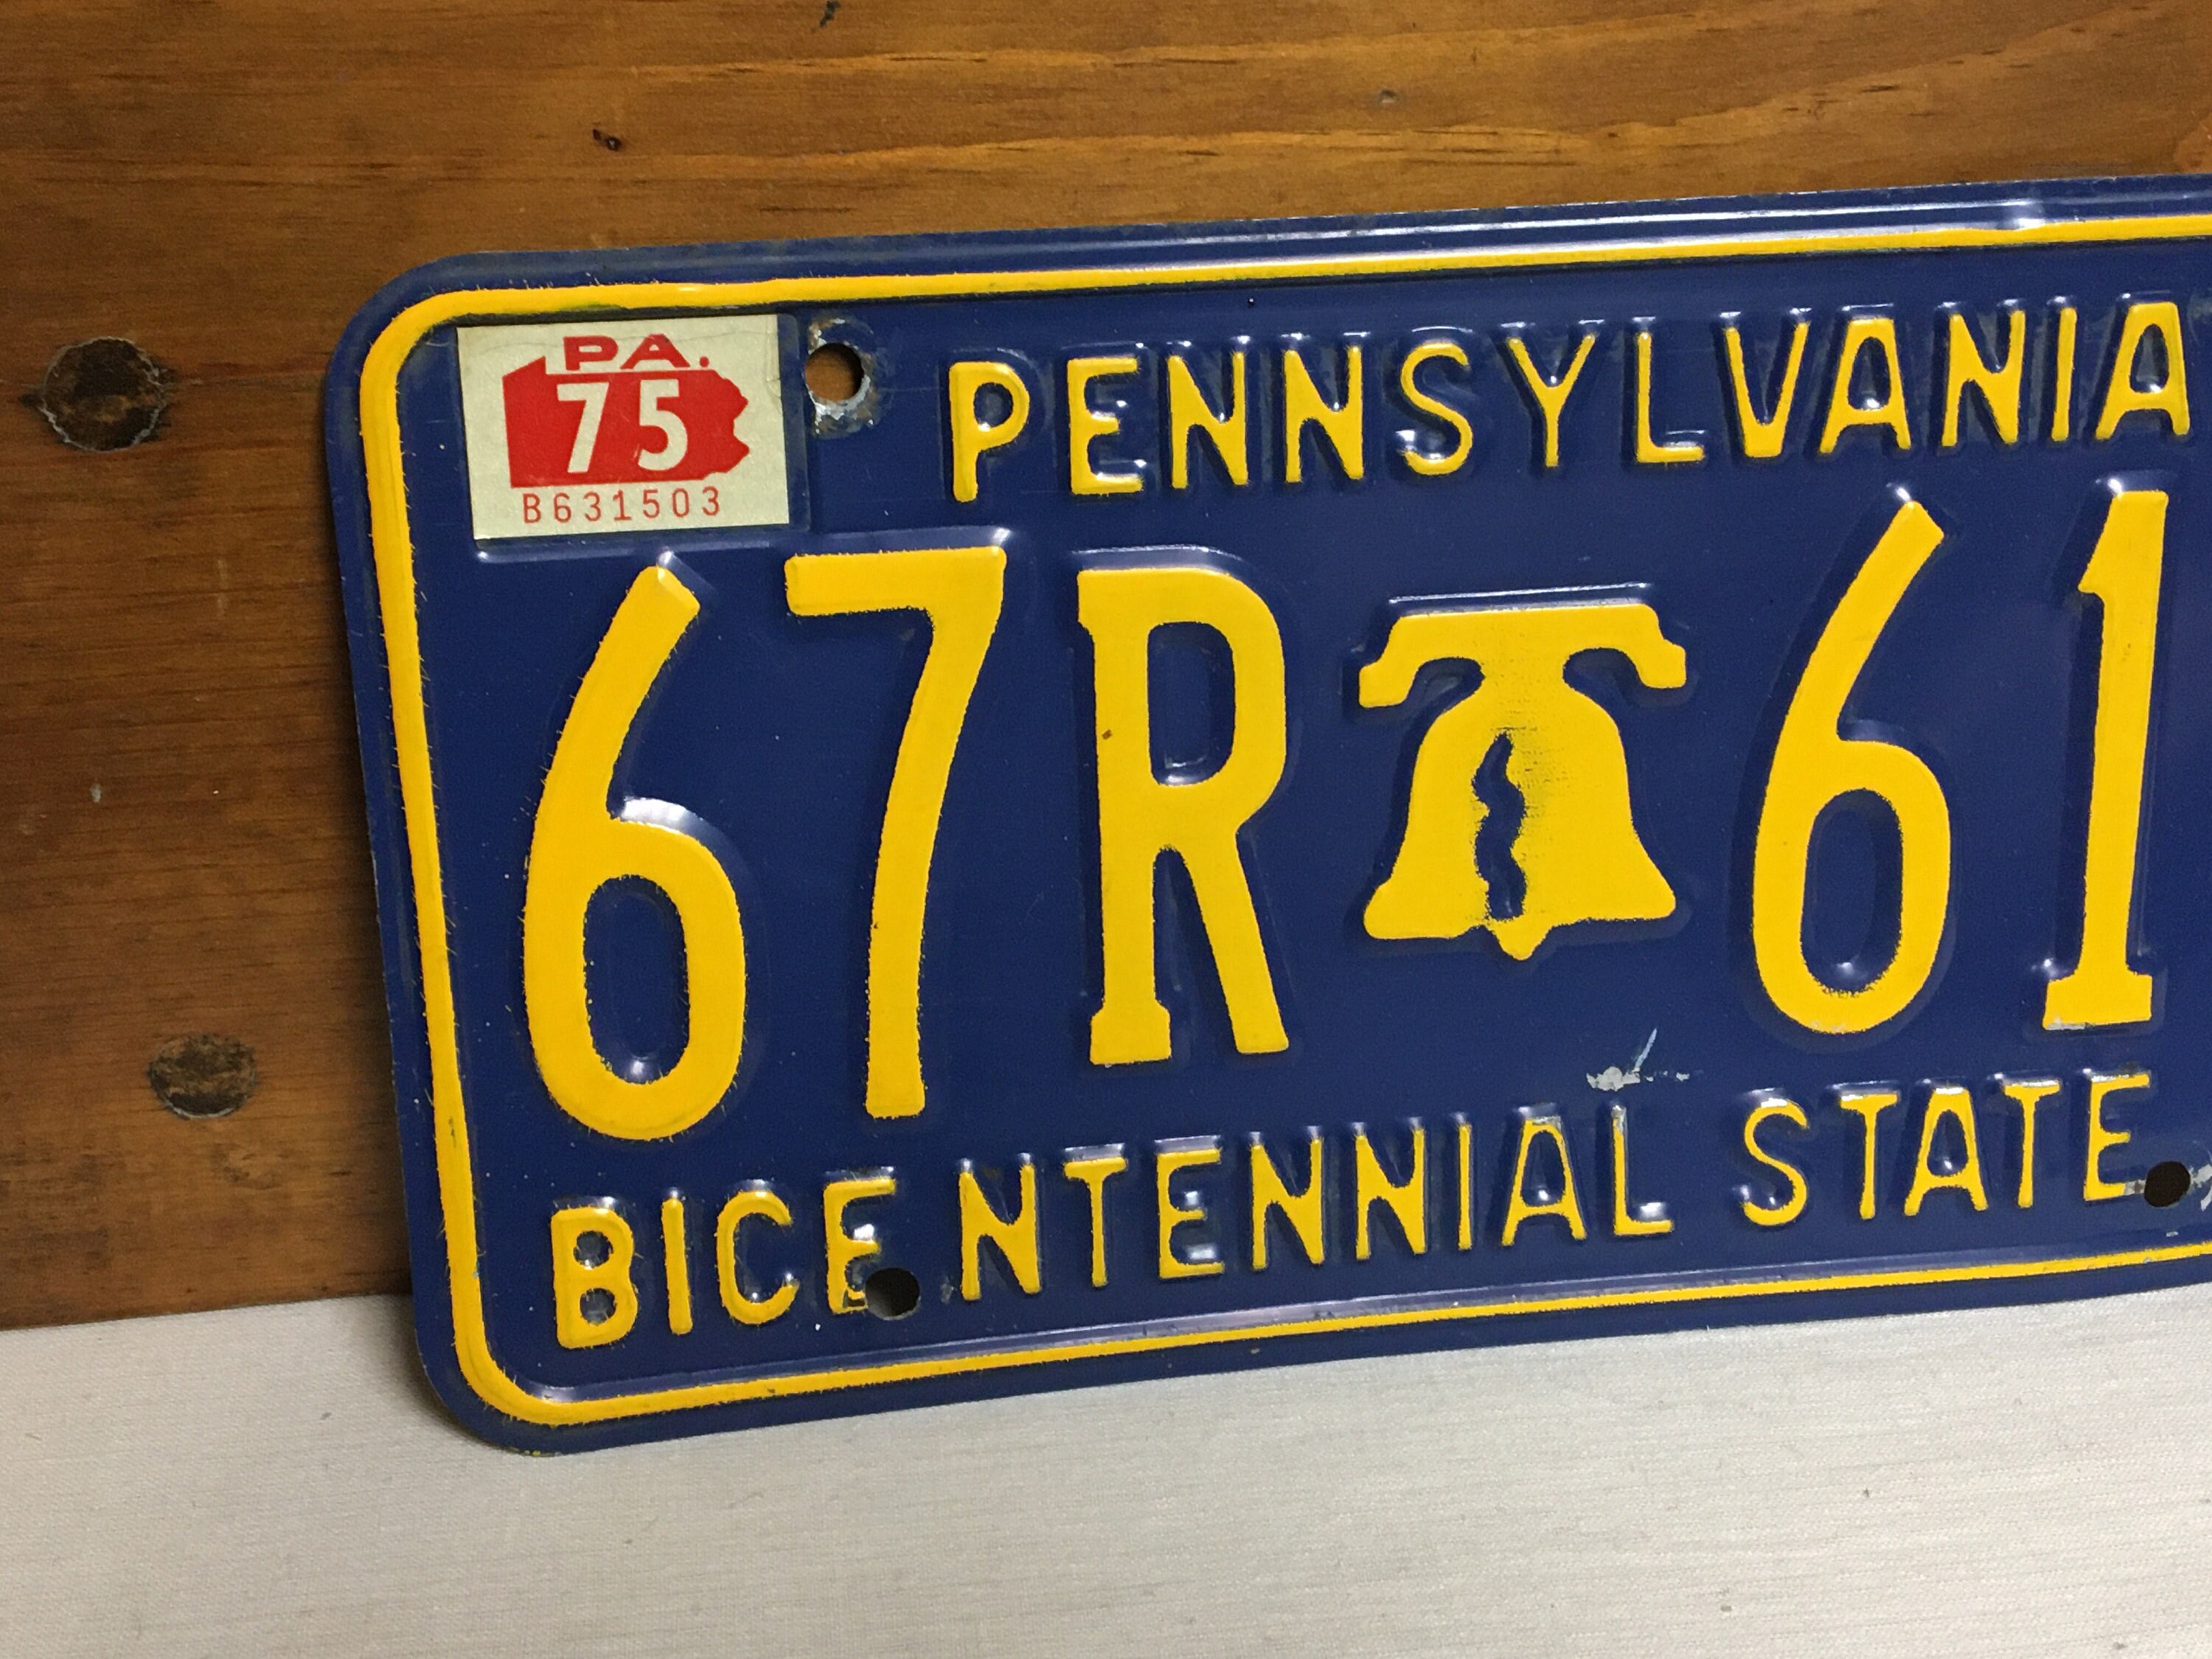 PA.
75
B631503
PENNSYLVANIA
67R 61
BICENTENNIAL STATE